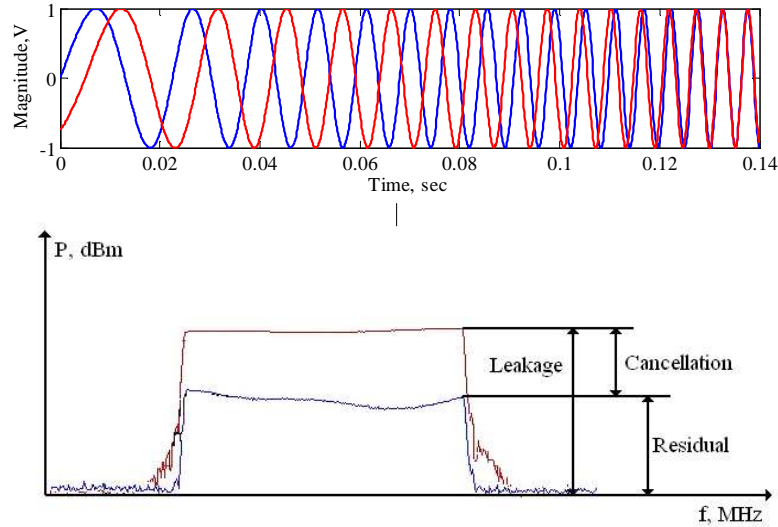 Magnitude,V
1
0
-1
0 0.02 0.04 0.06 0.08 0.1 0.12 0.14
Time, sec
P, dBm
Leakage
Cancellation
Residual
f, MHz